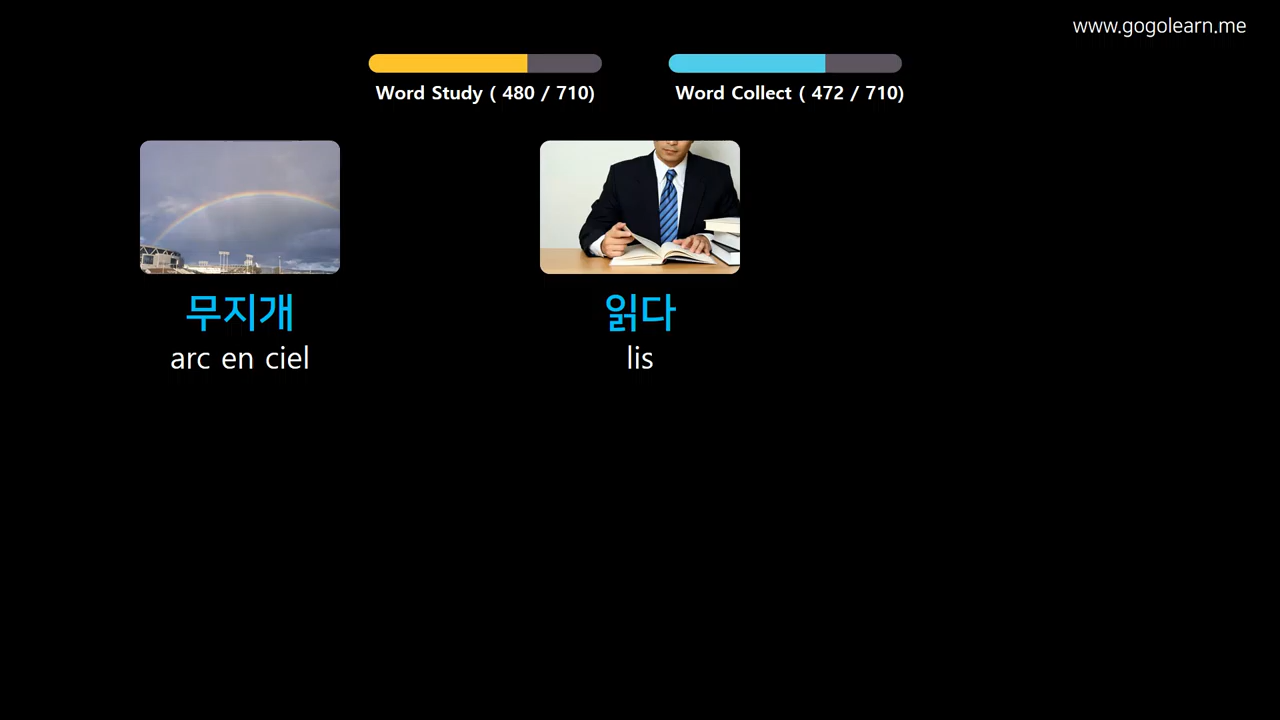 www.gogolearn.me
Word Study ( 480 / 710)
Word Collect ( 472 / 710)
무지개
arc en ciel
읽다
lis